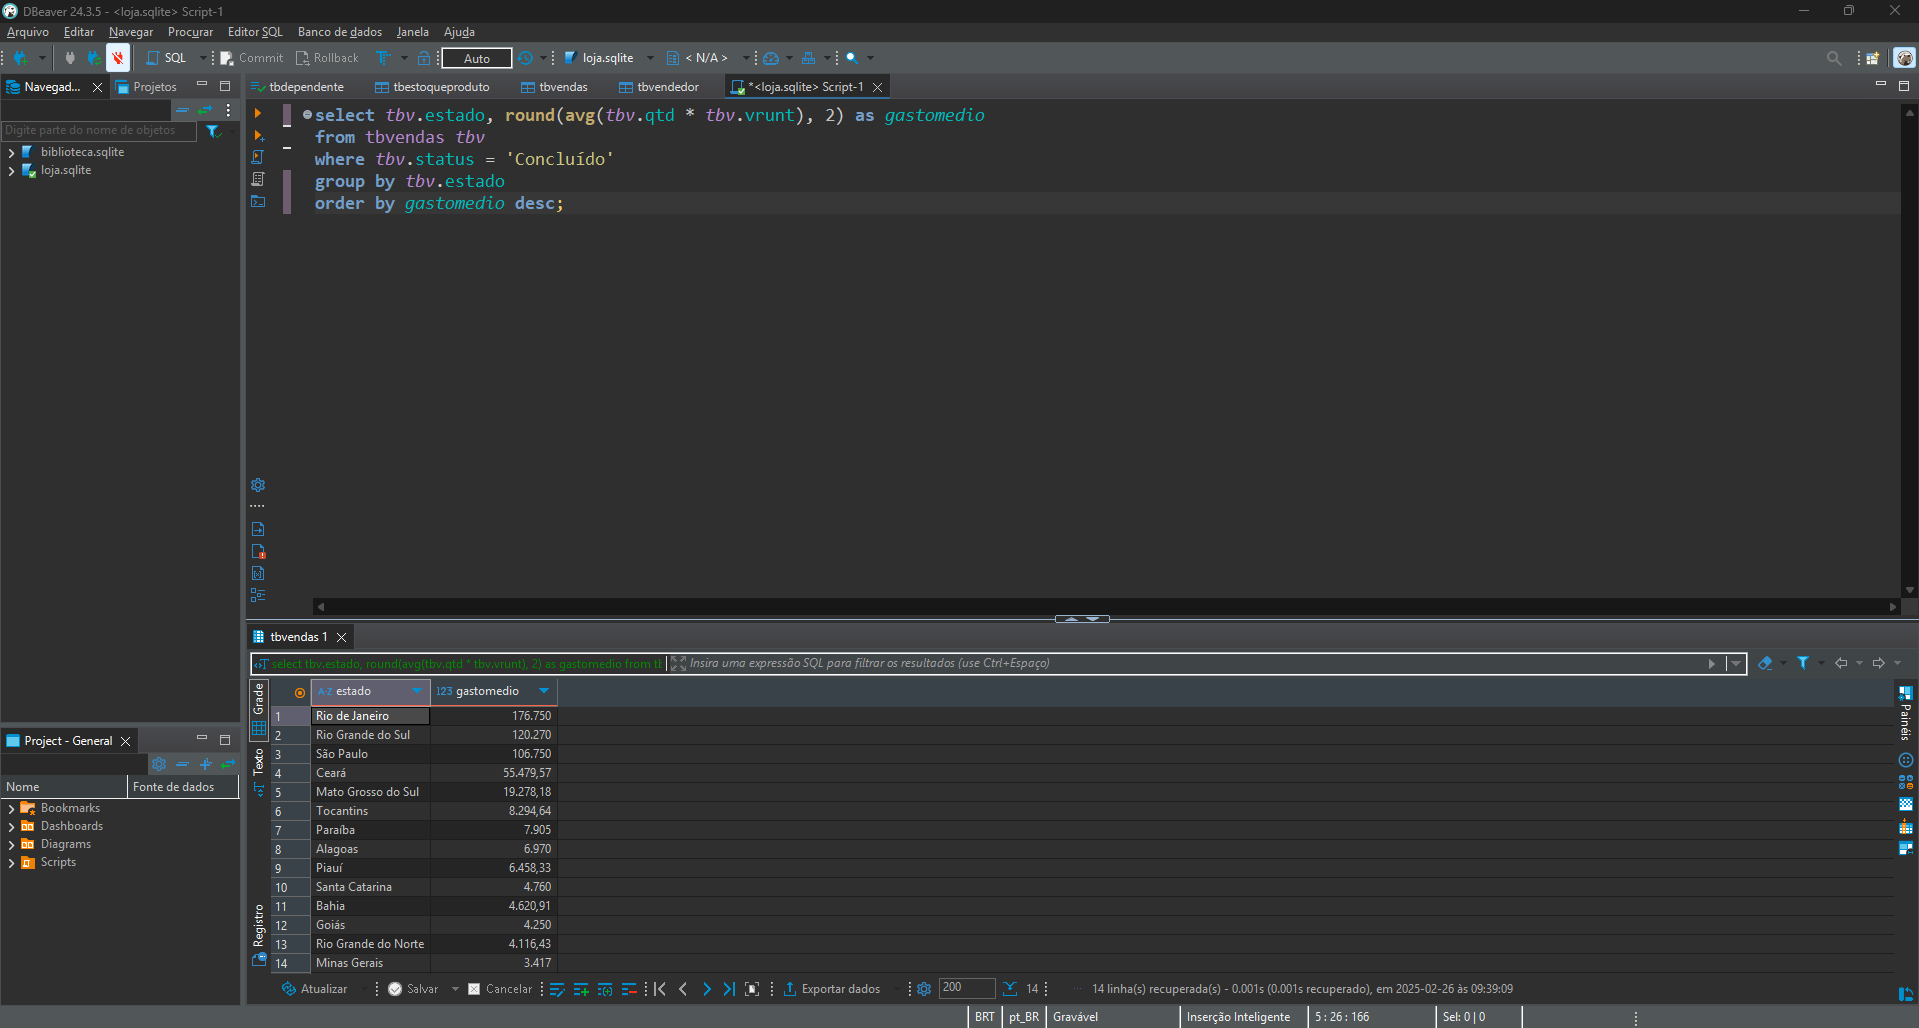 DBeaver 24.3.5 - <loja.sqlite> Script-1
Arquivo Editar Navegar Procurar Editor SQL Banco de dados Janela Ajuda
SQL Commit Rollback Auto loja.sqlite < N/A >
Navegad... Projetos
Digite parte do nome de objetos
biblioteca.sqlite
loja.sqlite
tbdependente tbestoqueproduto tbvendas tbvendedor *<loja.sqlite> Script-1
select tbv.estado, round(avg(tbv.qtd * tbv.vrunt), 2) as gastomedio
from tbvendas tbv
where tbv.status = 'Concluído'
group by tbv.estado
order by gastomedio desc;
Project - General
Nome Fonte de dados
Bookmarks
Dashboards
Diagrams
Scripts
tbvendas 1
select tbv.estado, round(avg(tbv.qtd * tbv.vrunt), 2) as gastomedio from tl Insira uma expressão SQL para filtrar os resultados (use Ctrl+Espaço)
Grade
Texto
Registro
A-Z estado 123 gastomedio
1 Rio de Janeiro 176.750
2 Rio Grande do Sul 120.270
3 São Paulo 106.750
4 Ceará 55.479,57
5 Mato Grosso do Sul 19.278,18
6 Tocantins 8.294,64
7 Paraíba 7.905
8 Alagoas 6.970
9 Piauí 6.458,33
10 Santa Catarina 4.760
11 Bahia 4.620,91
12 Goiás 4.250
13 Rio Grande do Norte 4.116,43
14 Minas Gerais 3.417
Painéis
Atualizar Salvar Cancelar Exportar dados 200 14 14 linha(s) recuperada(s) - 0.001s (0.001s recuperado), em 2025-02-26 às 09:39:09
BRT pt_BR Gravável Inserção Inteligente 5 : 26 : 166 Sel: 0 | 0